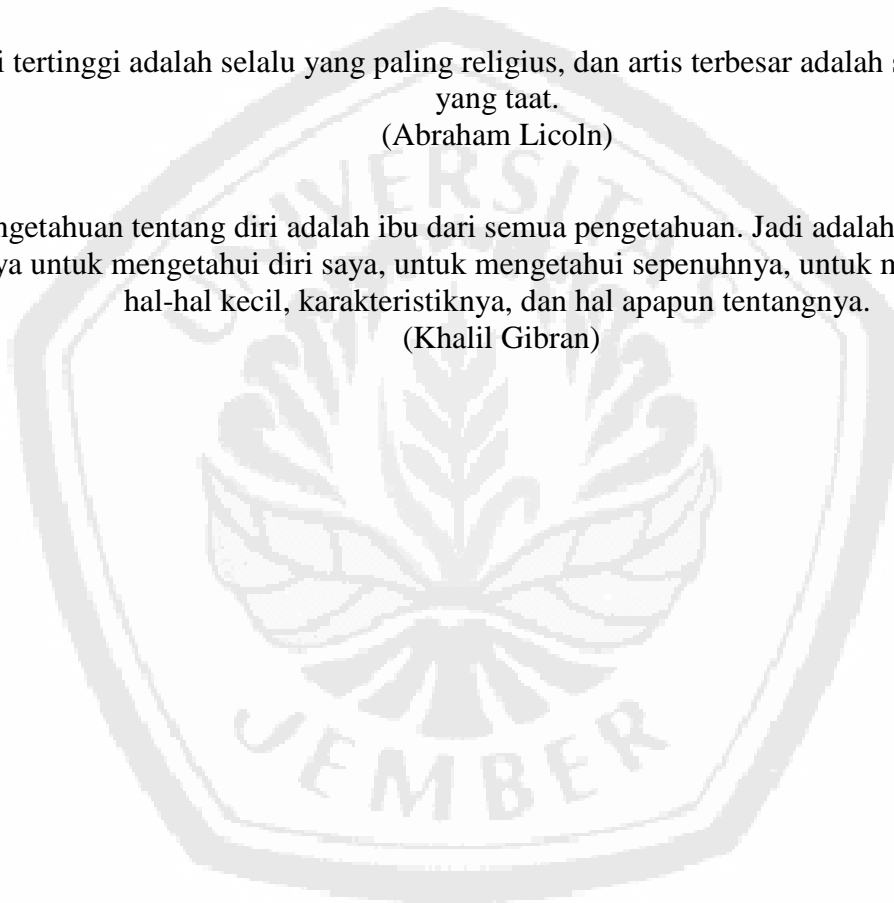 i tertinggi adalah selalu yang paling religius, dan artis terbesar adalah s
yang taat.
(Abraham Licoln)
ngetahuan tentang diri adalah ibu dari semua pengetahuan. Jadi adalah
ya untuk mengetahui diri saya, untuk mengetahui sepenuhnya, untuk m
hal-hal kecil, karakteristiknya, dan hal apapun tentangnya.
(Khalil Gibran)
UNIVERSITAS
JEMBER